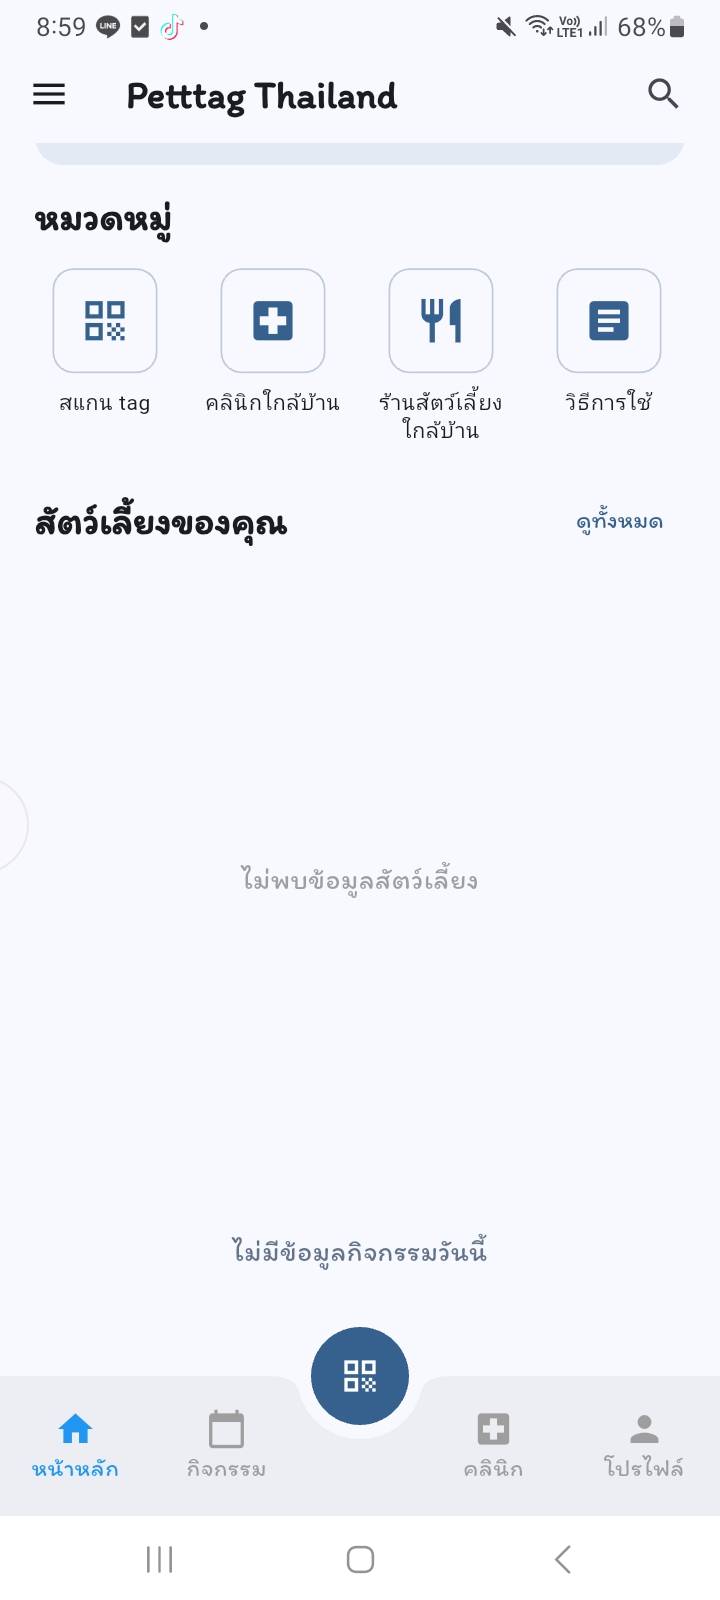 8:59 LINE Vo)) LTE1 68%
Petttag Thailand
หมวดหมู่
สแกน tag
คลินิกใกล้บ้าน
ร้านสัตว์เลี้ยง
ใกล้บ้าน
วิธีการใช้
สัตว์เลี้ยงของคุณ
ดูทั้งหมด
ไม่พบข้อมูลสัตว์เลี้ยง
ไม่มีข้อมูลกิจกรรมวันนี้
หน้าหลัก
กิจกรรม
คลินิก
โปรไฟล์